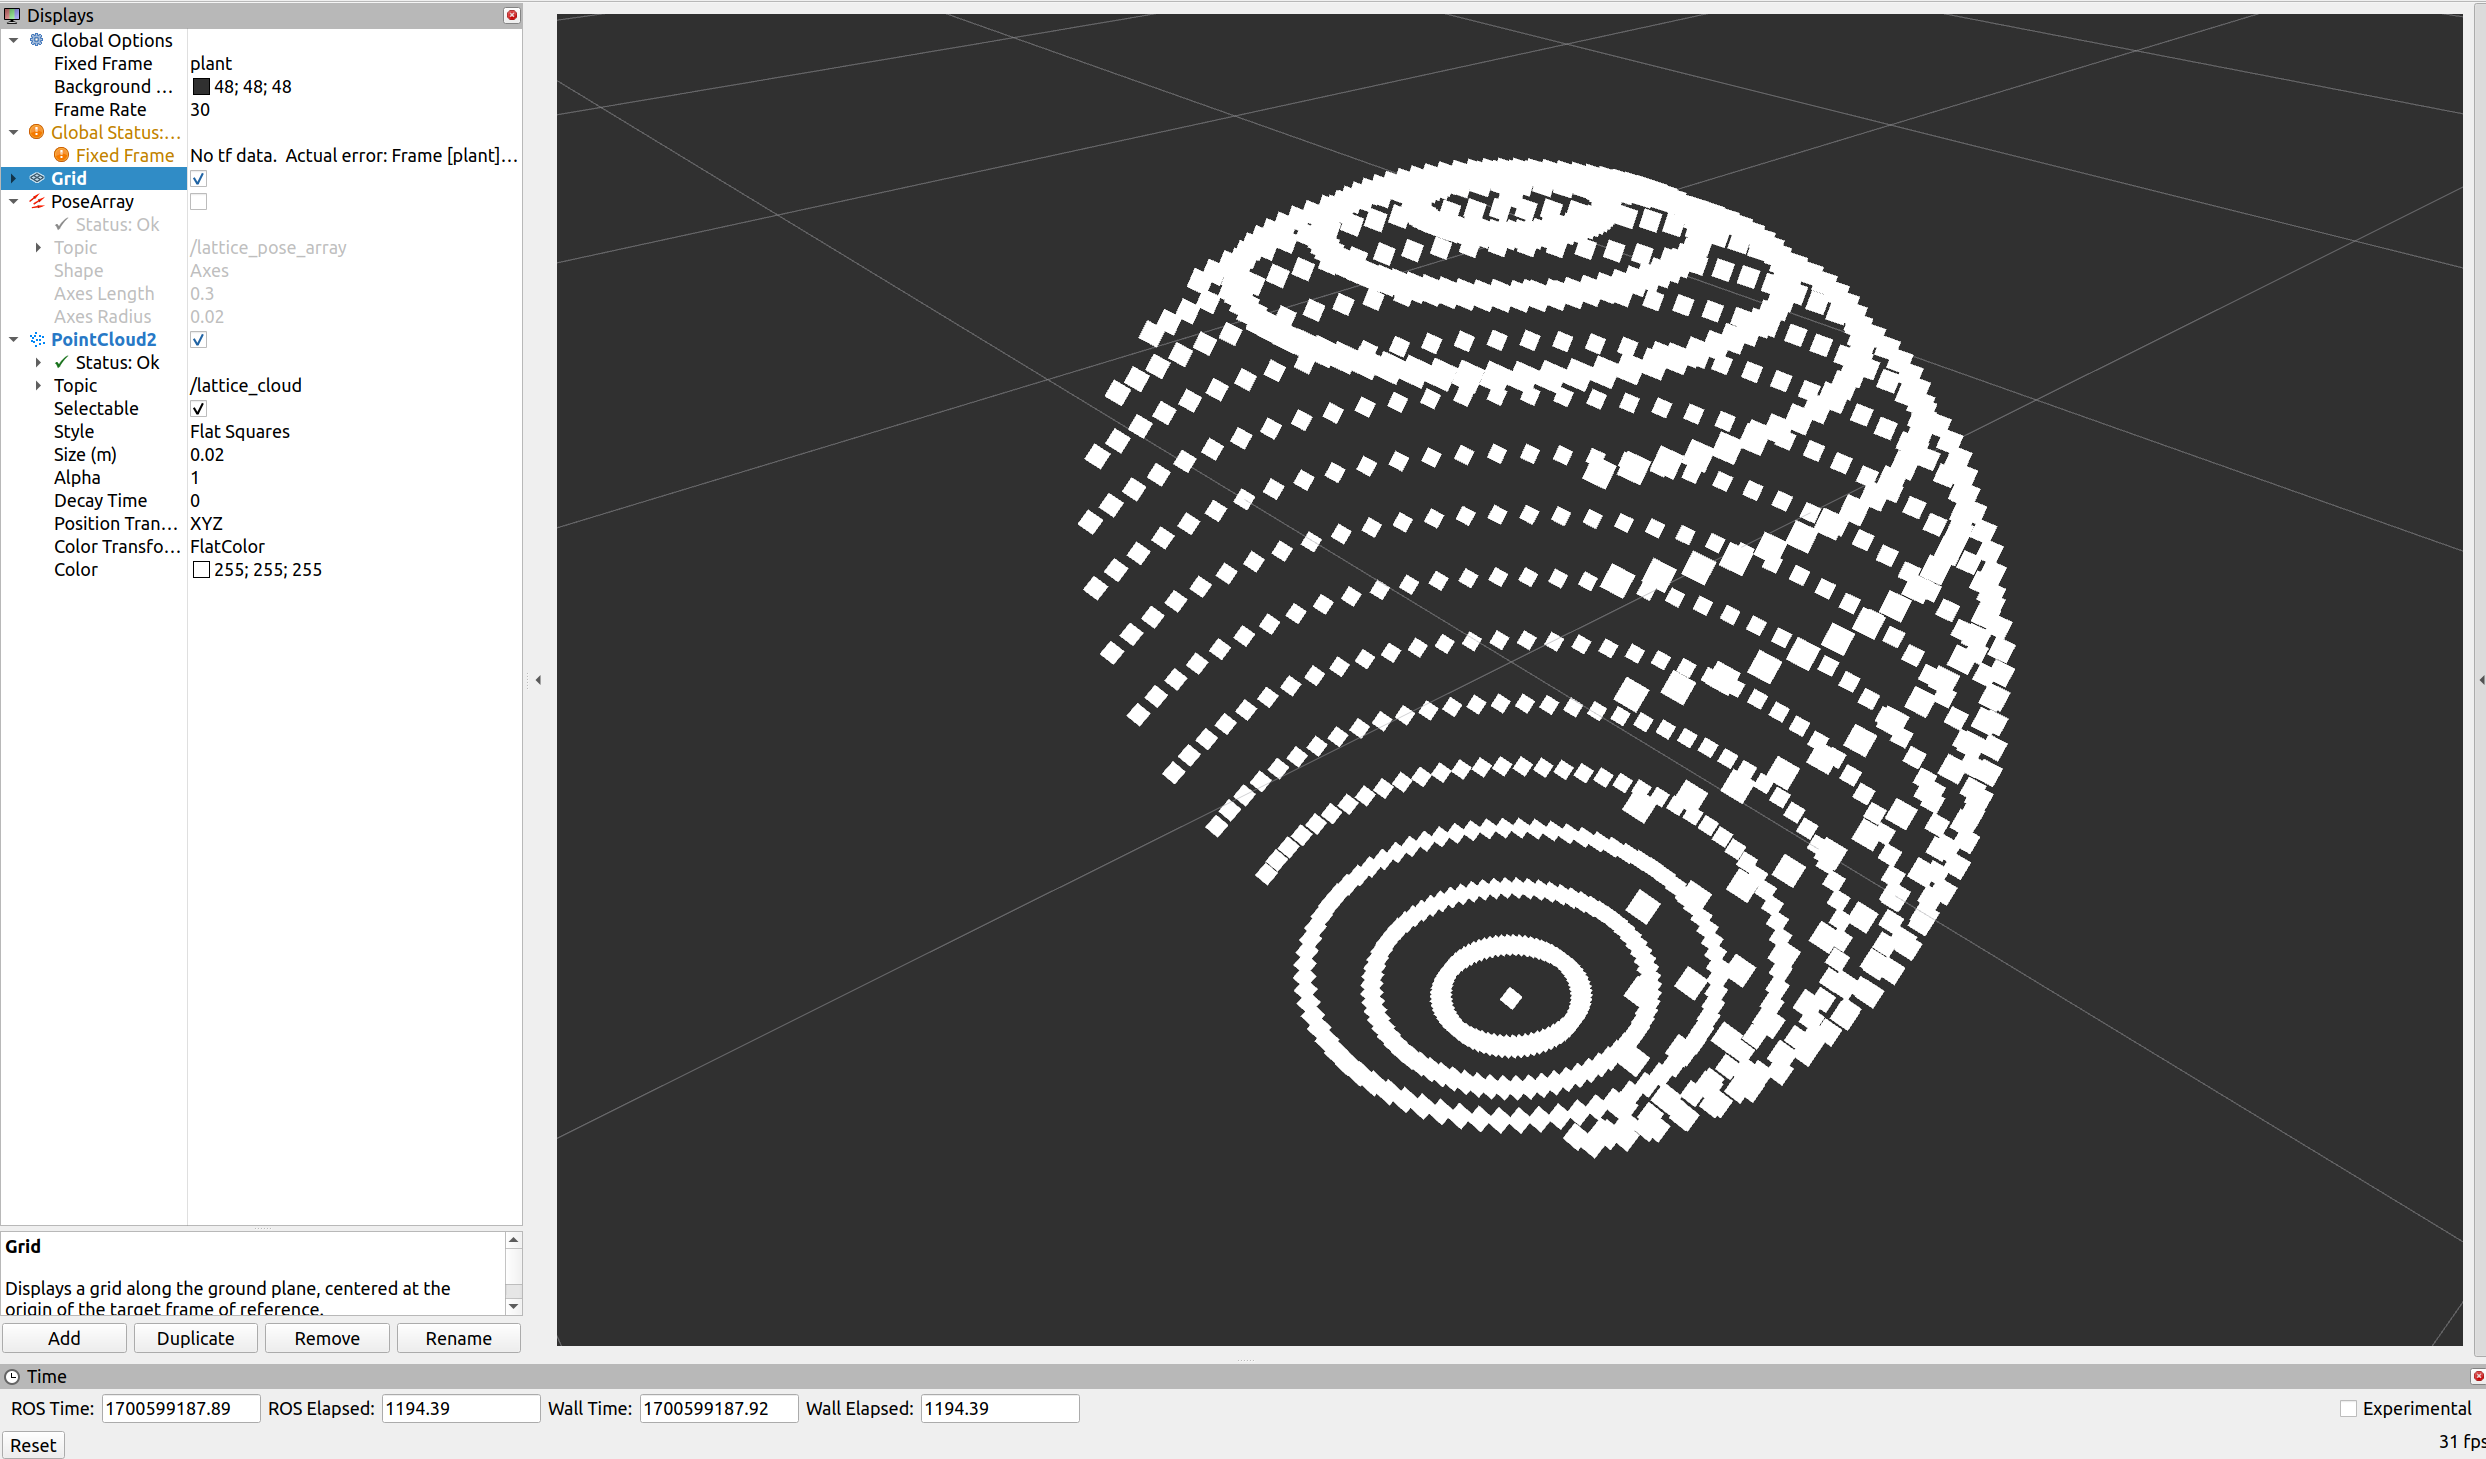 Displays
Global Options
Fixed Frame plant
Background ... 48; 48; 48
Frame Rate 30
Global Status:...
Fixed Frame No tf data.  Actual error: Frame [plant]...
Grid
PoseArray
Status: Ok
Topic /lattice_pose_array
Shape Axes
Axes Length 0.3
Axes Radius 0.02
PointCloud2
Status: Ok
Topic /lattice_cloud
Selectable
Style Flat Squares
Size (m) 0.02
Alpha 1
Decay Time 0
Position Tran... XYZ
Color Transfo... FlatColor
Color 255; 255; 255
Grid
Displays a grid along the ground plane, centered at the
origin of the target frame of reference.
Add Duplicate Remove Rename
Time
ROS Time: 1700599187.89 ROS Elapsed: 1194.39 Wall Time: 1700599187.92 Wall Elapsed: 1194.39 Experimental
Reset 31 fps